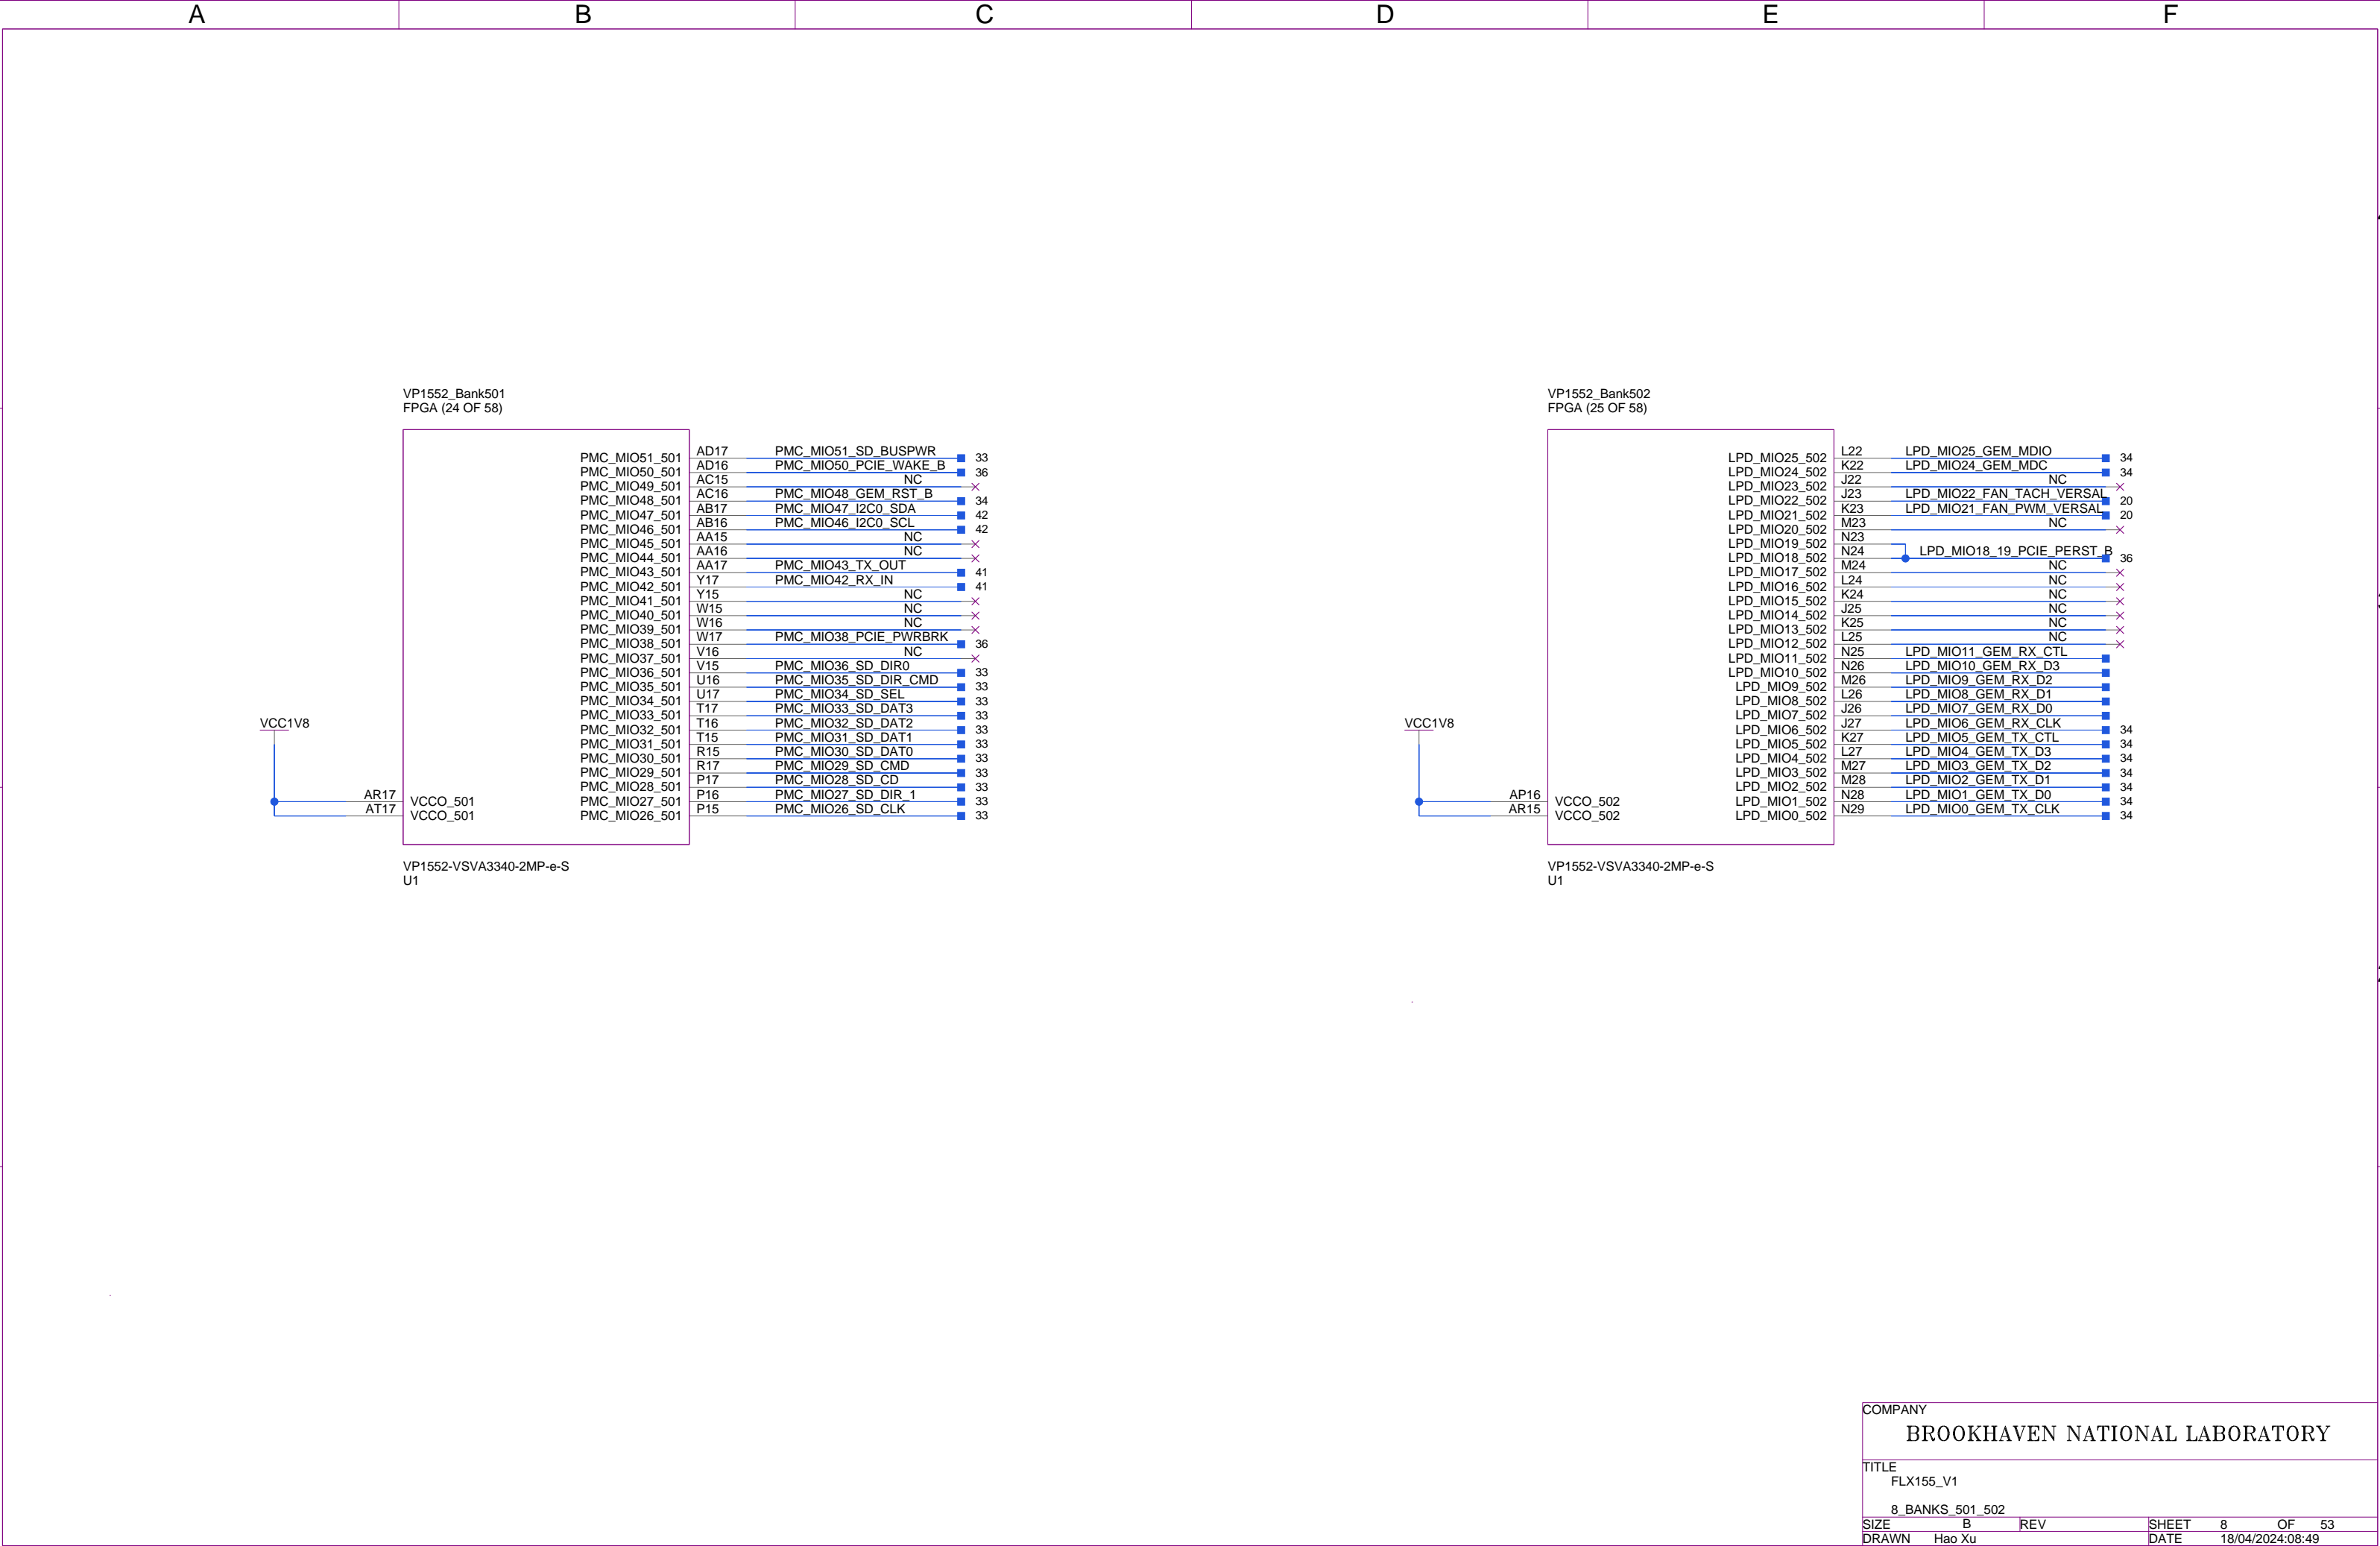 A B C D E F
VP1552_Bank501
FPGA (24 OF 58)
PMC_MIO51_501 AD17 PMC_MIO51_SD_BUSPWR 33
PMC_MIO50_501 AD16 PMC_MIO50_PCIE_WAKE_B 36
PMC_MIO49_501 AC15 NC
PMC_MIO48_501 AC16 PMC_MIO48_GEM_RST_B 34
PMC_MIO47_501 AB17 PMC_MIO47_I2C0_SDA 42
PMC_MIO46_501 AB16 PMC_MIO46_I2C0_SCL 42
PMC_MIO45_501 AA15 NC
PMC_MIO44_501 AA16 NC
PMC_MIO43_501 AA17 PMC_MIO43_TX_OUT 41
PMC_MIO42_501 Y17 PMC_MIO42_RX_IN 41
PMC_MIO41_501 Y15 NC
PMC_MIO40_501 W15 NC
PMC_MIO39_501 W16 NC
PMC_MIO38_501 W17 PMC_MIO38_PCIE_PWRBRK 36
PMC_MIO37_501 V16 NC
PMC_MIO36_501 V15 PMC_MIO36_SD_DIR0 33
PMC_MIO35_501 U16 PMC_MIO35_SD_DIR_CMD 33
PMC_MIO34_501 U17 PMC_MIO34_SD_SEL 33
PMC_MIO33_501 T17 PMC_MIO33_SD_DAT3 33
PMC_MIO32_501 T16 PMC_MIO32_SD_DAT2 33
PMC_MIO31_501 T15 PMC_MIO31_SD_DAT1 33
PMC_MIO30_501 R15 PMC_MIO30_SD_DAT0 33
PMC_MIO29_501 R17 PMC_MIO29_SD_CMD 33
PMC_MIO28_501 P17 PMC_MIO28_SD_CD 33
PMC_MIO27_501 P16 PMC_MIO27_SD_DIR_1 33
PMC_MIO26_501 P15 PMC_MIO26_SD_CLK 33
VCC1V8
AR17 VCCO_501
AT17 VCCO_501
VP1552-VSVA3340-2MP-e-S
U1
VP1552_Bank502
FPGA (25 OF 58)
LPD_MIO25_502 L22 LPD_MIO25_GEM_MDIO 34
LPD_MIO24_502 K22 LPD_MIO24_GEM_MDC 34
LPD_MIO23_502 J22 NC
LPD_MIO22_502 J23 LPD_MIO22_FAN_TACH_VERSAL 20
LPD_MIO21_502 K23 LPD_MIO21_FAN_PWM_VERSAL 20
LPD_MIO20_502 M23 NC
LPD_MIO19_502 N23
LPD_MIO18_502 N24 LPD_MIO18_19_PCIE_PERST_B 36
LPD_MIO17_502 M24 NC
LPD_MIO16_502 L24 NC
LPD_MIO15_502 K24 NC
LPD_MIO14_502 J25 NC
LPD_MIO13_502 K25 NC
LPD_MIO12_502 L25 NC
LPD_MIO11_502 N25 LPD_MIO11_GEM_RX_CTL
LPD_MIO10_502 N26 LPD_MIO10_GEM_RX_D3
LPD_MIO9_502 M26 LPD_MIO9_GEM_RX_D2
LPD_MIO8_502 L26 LPD_MIO8_GEM_RX_D1
LPD_MIO7_502 J26 LPD_MIO7_GEM_RX_D0
LPD_MIO6_502 J27 LPD_MIO6_GEM_RX_CLK 34
LPD_MIO5_502 K27 LPD_MIO5_GEM_TX_CTL 34
LPD_MIO4_502 L27 LPD_MIO4_GEM_TX_D3 34
LPD_MIO3_502 M27 LPD_MIO3_GEM_TX_D2 34
LPD_MIO2_502 M28 LPD_MIO2_GEM_TX_D1 34
LPD_MIO1_502 N28 LPD_MIO1_GEM_TX_D0 34
LPD_MIO0_502 N29 LPD_MIO0_GEM_TX_CLK 34
VCC1V8
AP16 VCCO_502
AR15 VCCO_502
VP1552-VSVA3340-2MP-e-S
U1
COMPANY
BROOKHAVEN NATIONAL LABORATORY
TITLE
FLX155_V1
8_BANKS_501_502
SIZE B REV SHEET 8 OF 53
DRAWN Hao Xu DATE 18/04/2024:08:49